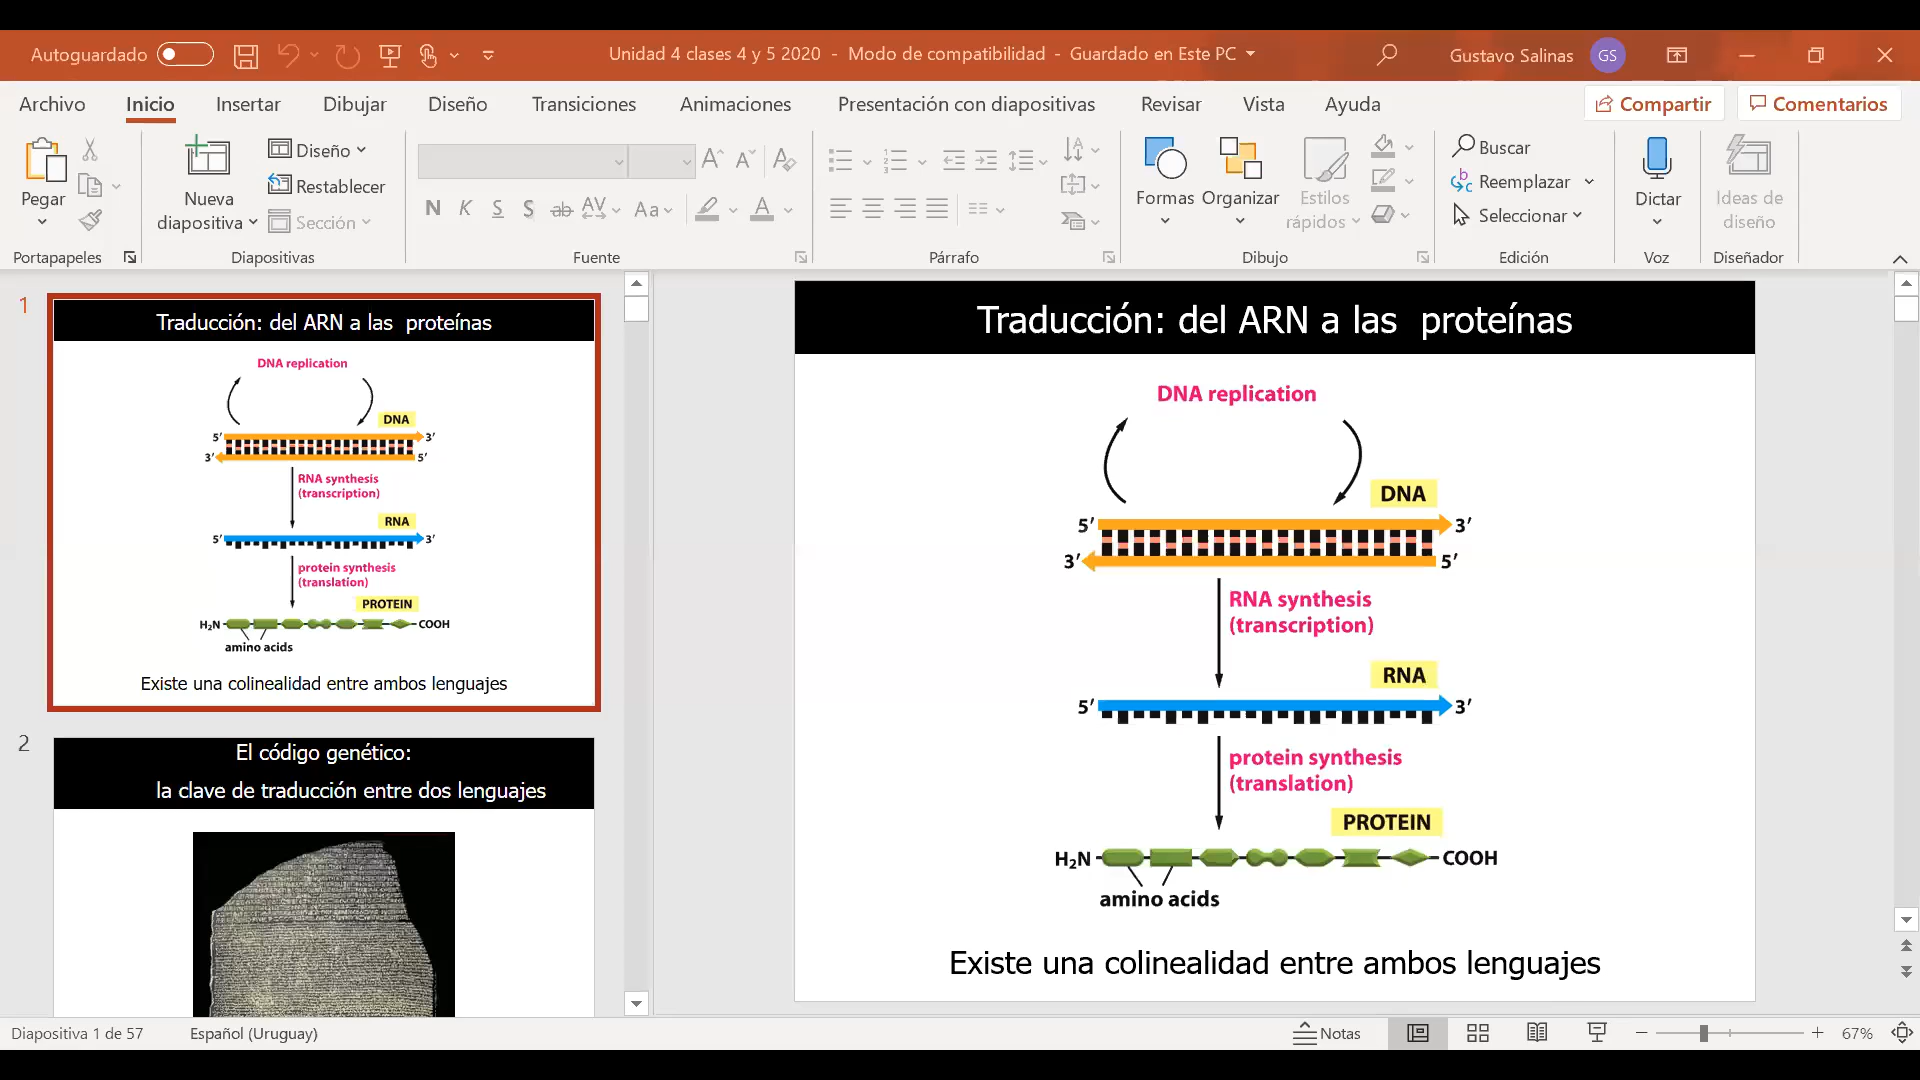 Autoguardado
Unidad 4 clases 4 y 5 2020 - Modo de compatibilidad - Guardado en Este PC
Gustavo Salinas GS
Archivo Inicio Insertar Dibujar Diseño Transiciones Animaciones Presentación con diapositivas Revisar Vista Ayuda Compartir Comentarios
Pegar
Nueva diapositiva
Diseño
Restablecer
Sección
N K S S ab AV Aa A
Formas
Organizar
Estilos rápidos
Buscar
Reemplazar
Seleccionar
Dictar
Ideas de diseño
Portapapeles Diapositivas Fuente Párrafo Dibujo Edición Voz Diseñador
1
Traducción: del ARN a las proteínas
DNA replication
DNA
5′ 3′
3′ 5′
RNA synthesis
(transcription)
RNA
5′ 3′
protein synthesis
(translation)
PROTEIN
H₂N COOH
amino acids
Existe una colinealidad entre ambos lenguajes
2
El código genético:
la clave de traducción entre dos lenguajes
Traducción: del ARN a las proteínas
DNA replication
DNA
5′ 3′
3′ 5′
RNA synthesis
(transcription)
RNA
5′ 3′
protein synthesis
(translation)
PROTEIN
H₂N COOH
amino acids
Existe una colinealidad entre ambos lenguajes
Diapositiva 1 de 57 Español (Uruguay) Notas 67%